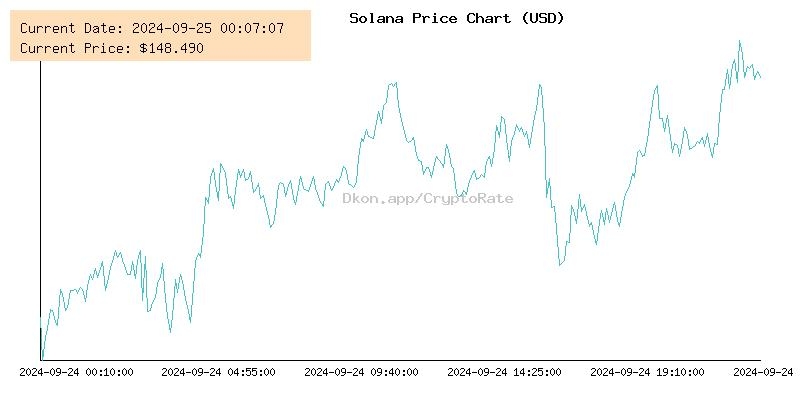 Solana Price Chart (USD)
Current Date: 2024-09-25 00:07:07
Current Price: $148.490
Dkon.app/CryptoRate
2024-09-24 00:10:00
2024-09-24 04:55:00
2024-09-24 09:40:00
2024-09-24 14:25:00
2024-09-24 19:10:00
2024-09-24